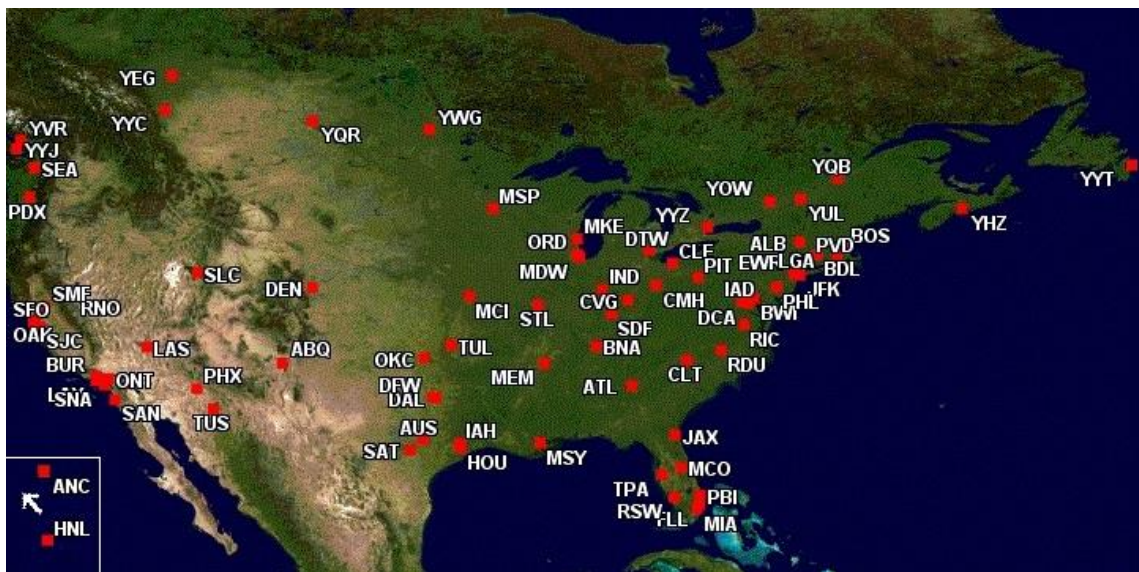 YEG
YYC
YQR
YWG
YVR
YYJ
SEA
PDX
MSP
YQB
YYT
YOW
YUL
YHZ
YYZ
MKE
ORD
DTW
ALB
PVD
BOS
CLE
MDW
PIT
EWR
LGA
BDL
SLC
DEN
IND
IAD
JFK
SMF
RNO
SFO
MCI
CVG
CMH
PHL
BWI
STL
DCA
OAK
SJC
SDF
RIC
LAS
ABQ
TUL
OKC
BNA
BUR
MEM
CLT
RDU
ONT
PHX
DFW
DAL
ATL
SNA
SAN
TUS
AUS
IAH
SAT
HOU
MSY
JAX
MCO
ANC
TPA
PBI
RSW
FLL
MIA
HNL